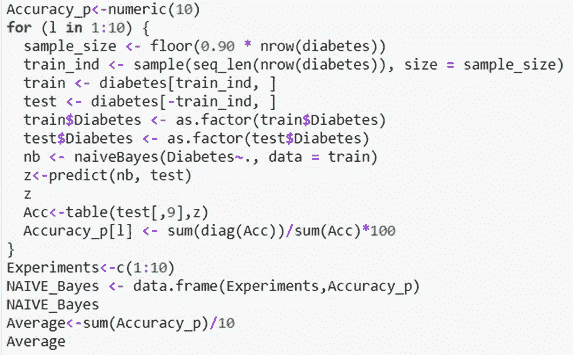 Accuracy_p<-numeric(10)
for (l in 1:10) {
  sample_size <- floor(0.90 * nrow(diabetes))
  train_ind <- sample(seq_len(nrow(diabetes)), size = sample_size)
  train <- diabetes[train_ind, ]
  test <- diabetes[-train_ind, ]
  train$Diabetes <- as.factor(train$Diabetes)
  test$Diabetes <- as.factor(test$Diabetes)
  nb <- naiveBayes(Diabetes~., data = train)
  z<-predict(nb, test)
  z
  Acc<-table(test[,9],z)
  Accuracy_p[l] <- sum(diag(Acc))/sum(Acc)*100
}
Experiments<-c(1:10)
NAIVE_Bayes <- data.frame(Experiments,Accuracy_p)
NAIVE_Bayes
Average<-sum(Accuracy_p)/10
Average